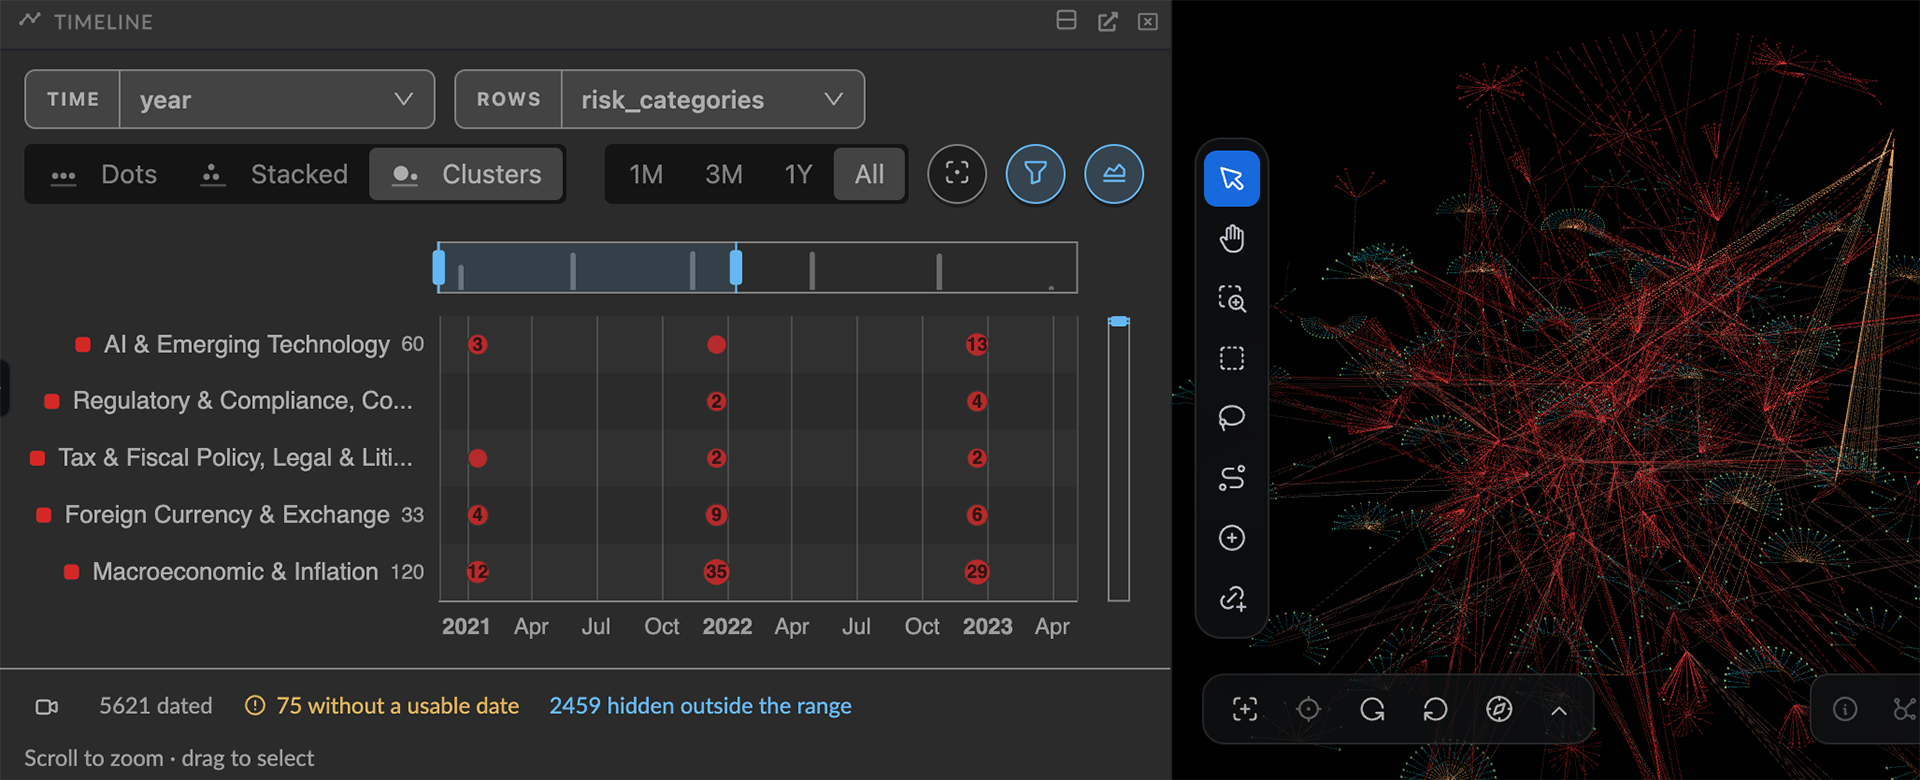 TIMELINE
TIME year
ROWS risk_categories
Dots Stacked Clusters
1M 3M 1Y All
AI & Emerging Technology 60 3 13
Regulatory & Compliance, Co... 2 4
Tax & Fiscal Policy, Legal & Liti... 2 2
Foreign Currency & Exchange 33 4 9 6
Macroeconomic & Inflation 120 12 35 29
2021 Apr Jul Oct 2022 Apr Jul Oct 2023 Apr
5621 dated 75 without a usable date 2459 hidden outside the range
Scroll to zoom · drag to select